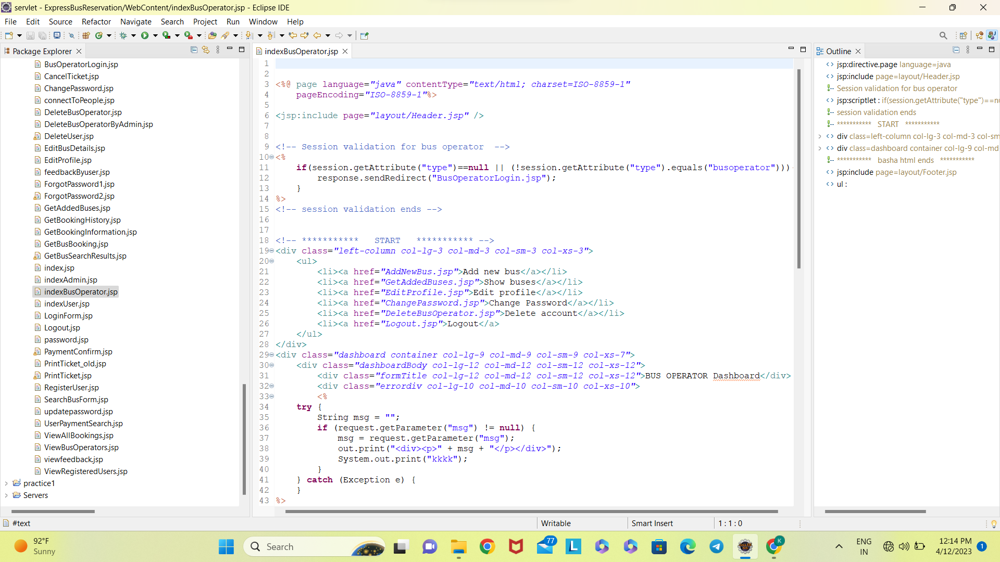 servlet - ExpressBusReservation/WebContent/indexBusOperator.jsp - Eclipse IDE
File Edit Source Refactor Navigate Search Project Run Window Help
Package Explorer
BusOperatorLogin.jsp
CancelTicket.jsp
ChangePassword.jsp
connectToPeople.jsp
DeleteBusOperator.jsp
DeleteBusOperatorByAdmin.jsp
DeleteUser.jsp
EditBusDetails.jsp
EditProfile.jsp
feedbackByuser.jsp
ForgotPassword1.jsp
ForgotPassword2.jsp
GetAddedBuses.jsp
GetBookingHistory.jsp
GetBookingInformation.jsp
GetBusBooking.jsp
GetBusSearchResults.jsp
index.jsp
indexAdmin.jsp
indexBusOperator.jsp
indexUser.jsp
LoginForm.jsp
Logout.jsp
password.jsp
PaymentConfirm.jsp
PrintTicket_old.jsp
PrintTicket.jsp
RegisterUser.jsp
SearchBusForm.jsp
updatepassword.jsp
UserPaymentSearch.jsp
ViewAllBookings.jsp
ViewBusOperators.jsp
viewfeedback.jsp
ViewRegisteredUsers.jsp
practice1
Servers
indexBusOperator.jsp
1
2
3 <%@ page language="java" contentType="text/html; charset=ISO-8859-1"
4     pageEncoding="ISO-8859-1"%>
5
6 <jsp:include page="layout/Header.jsp" />
7
8
9 <!-- Session validation for bus operator  -->
10 <%
11     if(session.getAttribute("type")==null || (!session.getAttribute("type").equals("busoperator")))
12         response.sendRedirect("BusOperatorLogin.jsp");
13     }
14 %>
15 <!-- session validation ends -->
16
17
18 <!-- ***********   START   *********** -->
19 <div class="left-column col-lg-3 col-md-3 col-sm-3 col-xs-3">
20     <ul>
21         <li><a href="AddNewBus.jsp">Add new bus</a></li>
22         <li><a href="GetAddedBuses.jsp">Show buses</a></li>
23         <li><a href="EditProfile.jsp">Edit profile</a></li>
24         <li><a href="ChangePassword.jsp">Change Password</a></li>
25         <li><a href="DeleteBusOperator.jsp">Delete account</a></li>
26         <li><a href="Logout.jsp">Logout</a>
27     </ul>
28 </div>
29 <div class="dashboard container col-lg-9 col-md-9 col-sm-9 col-xs-7">
30     <div class="dashboardBody col-lg-12 col-md-12 col-sm-12 col-xs-12">
31         <div class="formTitle col-lg-12 col-md-12 col-sm-12 col-xs-12">BUS OPERATOR Dashboard</div>
32         <div class="errordiv col-lg-10 col-md-10 col-sm-10 col-xs-10">
33         <%
34     try {
35         String msg = "";
36         if (request.getParameter("msg") != null) {
37             msg = request.getParameter("msg");
38             out.print("<div><p>" + msg + "</p></div>");
39             System.out.print("kkkk");
40         }
41     } catch (Exception e) {
42     }
43 %>
Outline
jsp:directive.page language=java
jsp:include page=layout/Header.jsp
Session validation for bus operator
jsp:scriptlet : if(session.getAttribute("type")==nu
session validation ends
***********   START   ***********
div class=left-column col-lg-3 col-md-3 col-sm
div class=dashboard container col-lg-9 col-md
***********   basha html ends   ***********
jsp:include page=layout/Footer.jsp
ul :
#text
Writable
Smart Insert
1 : 1 : 0
92°F
Sunny
Search
77
L
K
ENG
IN
12:14 PM
4/12/2023
1